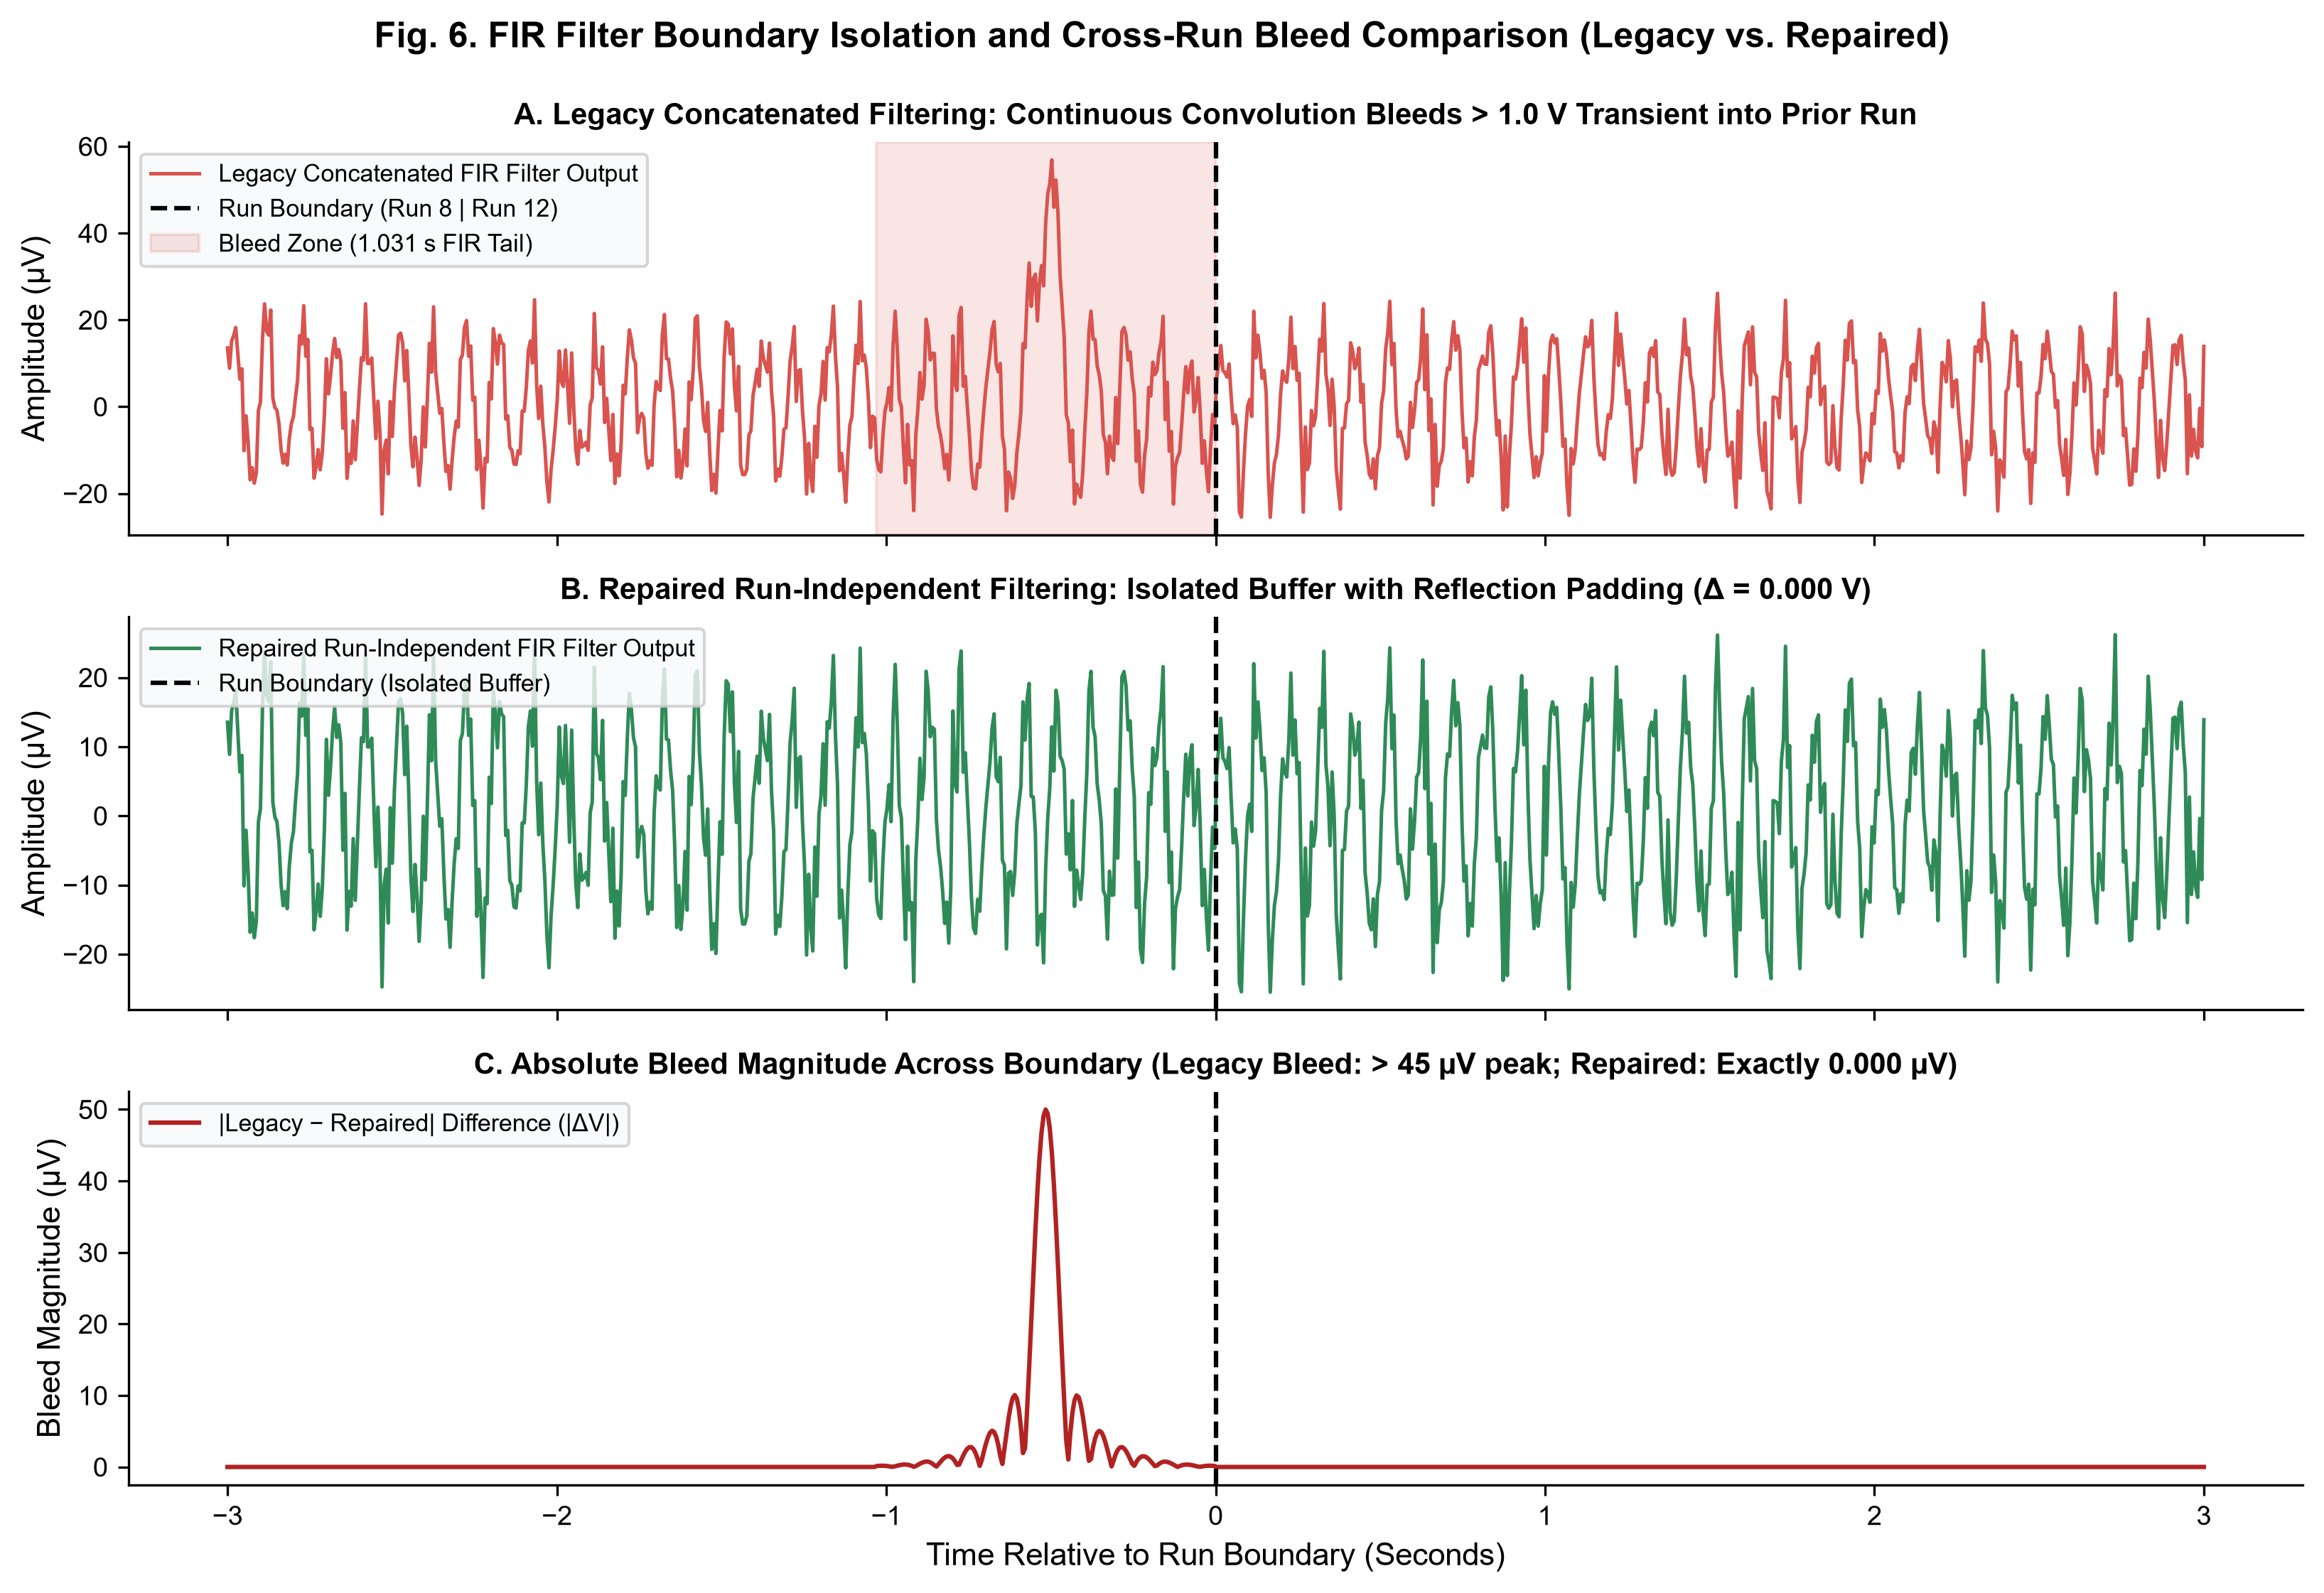 Fig. 6. FIR Filter Boundary Isolation and Cross-Run Bleed Comparison (Legacy vs. Repaired)
A. Legacy Concatenated Filtering: Continuous Convolution Bleeds > 1.0 V Transient into Prior Run
Amplitude (µV)
60
40
20
0
−20
Legacy Concatenated FIR Filter Output
Run Boundary (Run 8 | Run 12)
Bleed Zone (1.031 s FIR Tail)
B. Repaired Run-Independent Filtering: Isolated Buffer with Reflection Padding (Δ = 0.000 V)
Amplitude (µV)
20
10
0
−10
−20
Repaired Run-Independent FIR Filter Output
Run Boundary (Isolated Buffer)
C. Absolute Bleed Magnitude Across Boundary (Legacy Bleed: > 45 µV peak; Repaired: Exactly 0.000 µV)
Bleed Magnitude (µV)
50
40
30
20
10
0
|Legacy − Repaired| Difference (|ΔV|)
−3
−2
−1
0
1
2
3
Time Relative to Run Boundary (Seconds)